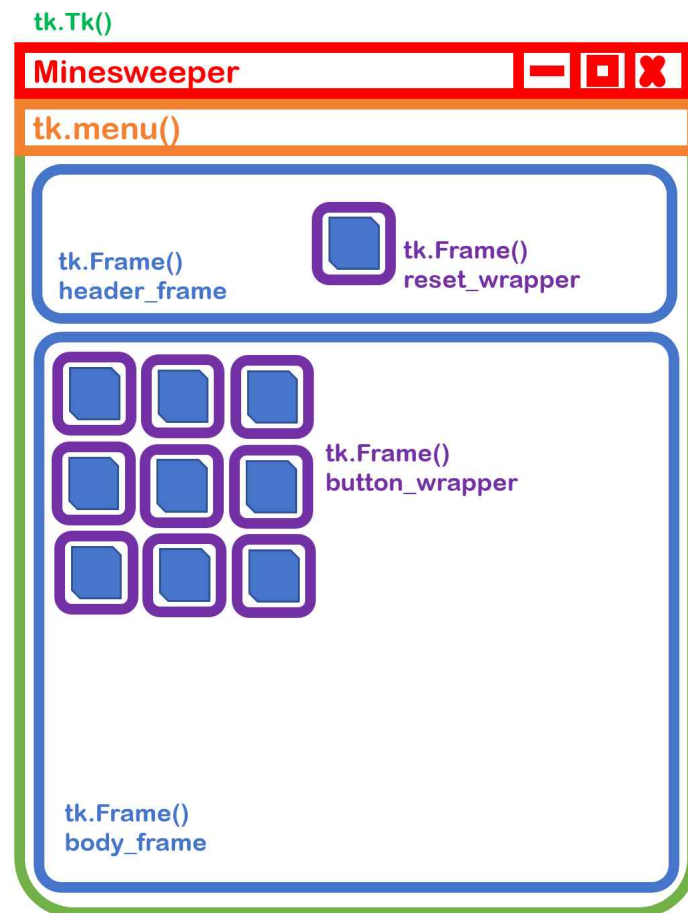 tk.Tk()
Minesweeper
tk.menu()
tk.Frame()
reset_wrapper
tk.Frame()
header_frame
tk.Frame()
button_wrapper
tk.Frame()
body_frame